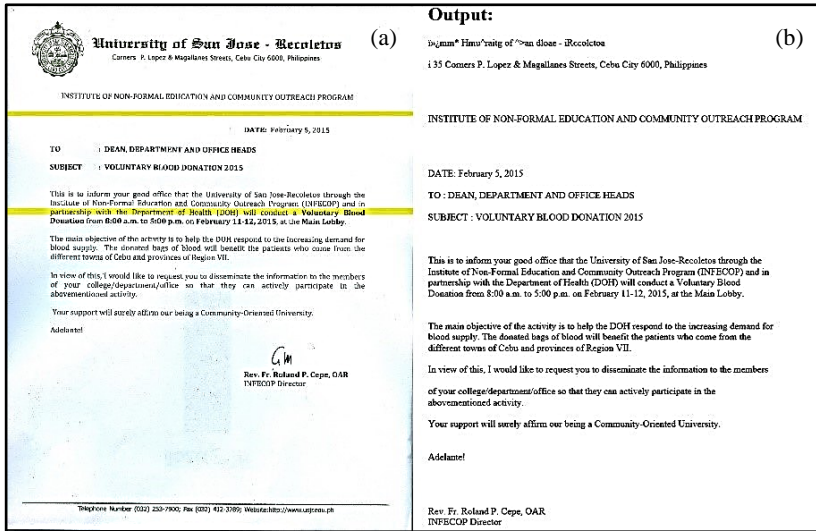 University of San Jose - Recoletos
Corners P. Lopez & Magallanes Streets, Cebu City 6000, Philippines
(a)
INSTITUTE OF NON-FORMAL EDUCATION AND COMMUNITY OUTREACH PROGRAM
DATE: February 5, 2015
TO : DEAN, DEPARTMENT AND OFFICE HEADS
SUBJECT : VOLUNTARY BLOOD DONATION 2015
This is to inform your good office that the University of San Jose-Recoletos through the
Institute of Non-Formal Education and Community Outreach Program (INFECOP) and in
partnership with the Department of Health (DOH) will conduct a Voluntary Blood
Donation from 8:00 a.m. to 5:00 p.m. on February 11-12, 2015, at the Main Lobby.
The main objective of the activity is to help the DOH respond to the increasing demand for
blood supply. The donated bags of blood will benefit the patients who come from the
different towns of Cebu and provinces of Region VII.
In view of this, I would like to request you to disseminate the information to the members
of your college/department/office so that they can actively participate in the
abovementioned activity.
Your support will surely affirm our being a Community-Oriented University.
Adelante!
Rev. Fr. Roland P. Cepe, OAR
INFECOP Director
Telephone Number (032) 253-7900; Fax (032) 412-3789; Website:http://www.usjr.edu.ph
Output:
(b)
i 35 Corners P. Lopez & Magallanes Streets, Cebu City 6000, Philippines
INSTITUTE OF NON-FORMAL EDUCATION AND COMMUNITY OUTREACH PROGRAM
DATE: February 5, 2015
TO : DEAN, DEPARTMENT AND OFFICE HEADS
SUBJECT : VOLUNTARY BLOOD DONATION 2015
This is to inform your good office that the University of San Jose-Recoletos through the
Institute of Non-Formal Education and Community Outreach Program (INFECOP) and in
partnership with the Department of Health (DOH) will conduct a Voluntary Blood
Donation from 8:00 a.m. to 5:00 p.m. on February 11-12, 2015, at the Main Lobby.
The main objective of the activity is to help the DOH respond to the increasing demand for
blood supply. The donated bags of blood will benefit the patients who come from the
different towns of Cebu and provinces of Region VII.
In view of this, I would like to request you to disseminate the information to the members
of your college/department/office so that they can actively participate in the
abovementioned activity.
Your support will surely affirm our being a Community-Oriented University.
Adelante!
Rev. Fr. Roland P. Cepe, OAR
INFECOP Director